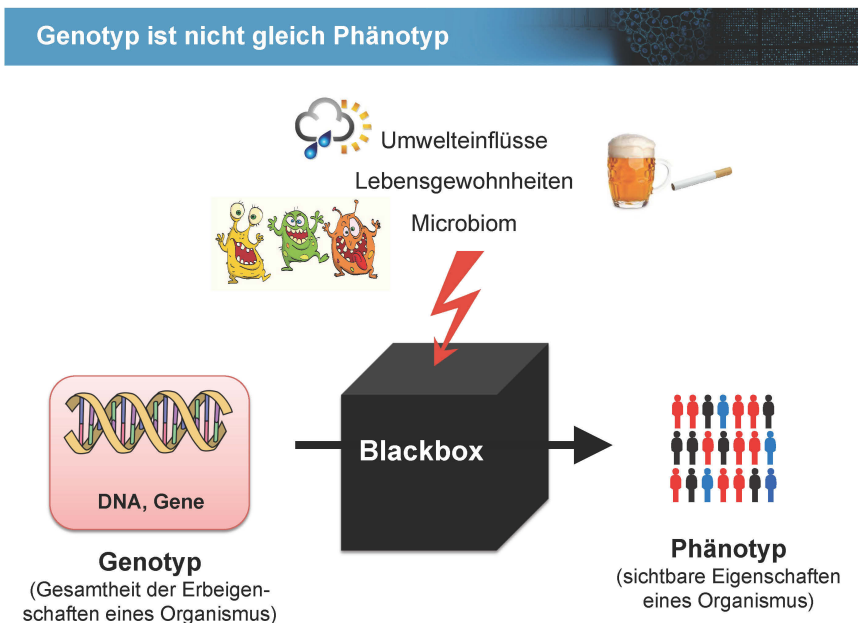 Genotyp ist nicht gleich Phänotyp
Umwelteinflüsse
Lebensgewohnheiten
Microbiom
Blackbox
DNA, Gene
Genotyp
(Gesamtheit der Erbeigen-
schaften eines Organismus)
Phänotyp
(sichtbare Eigenschaften
eines Organismus)